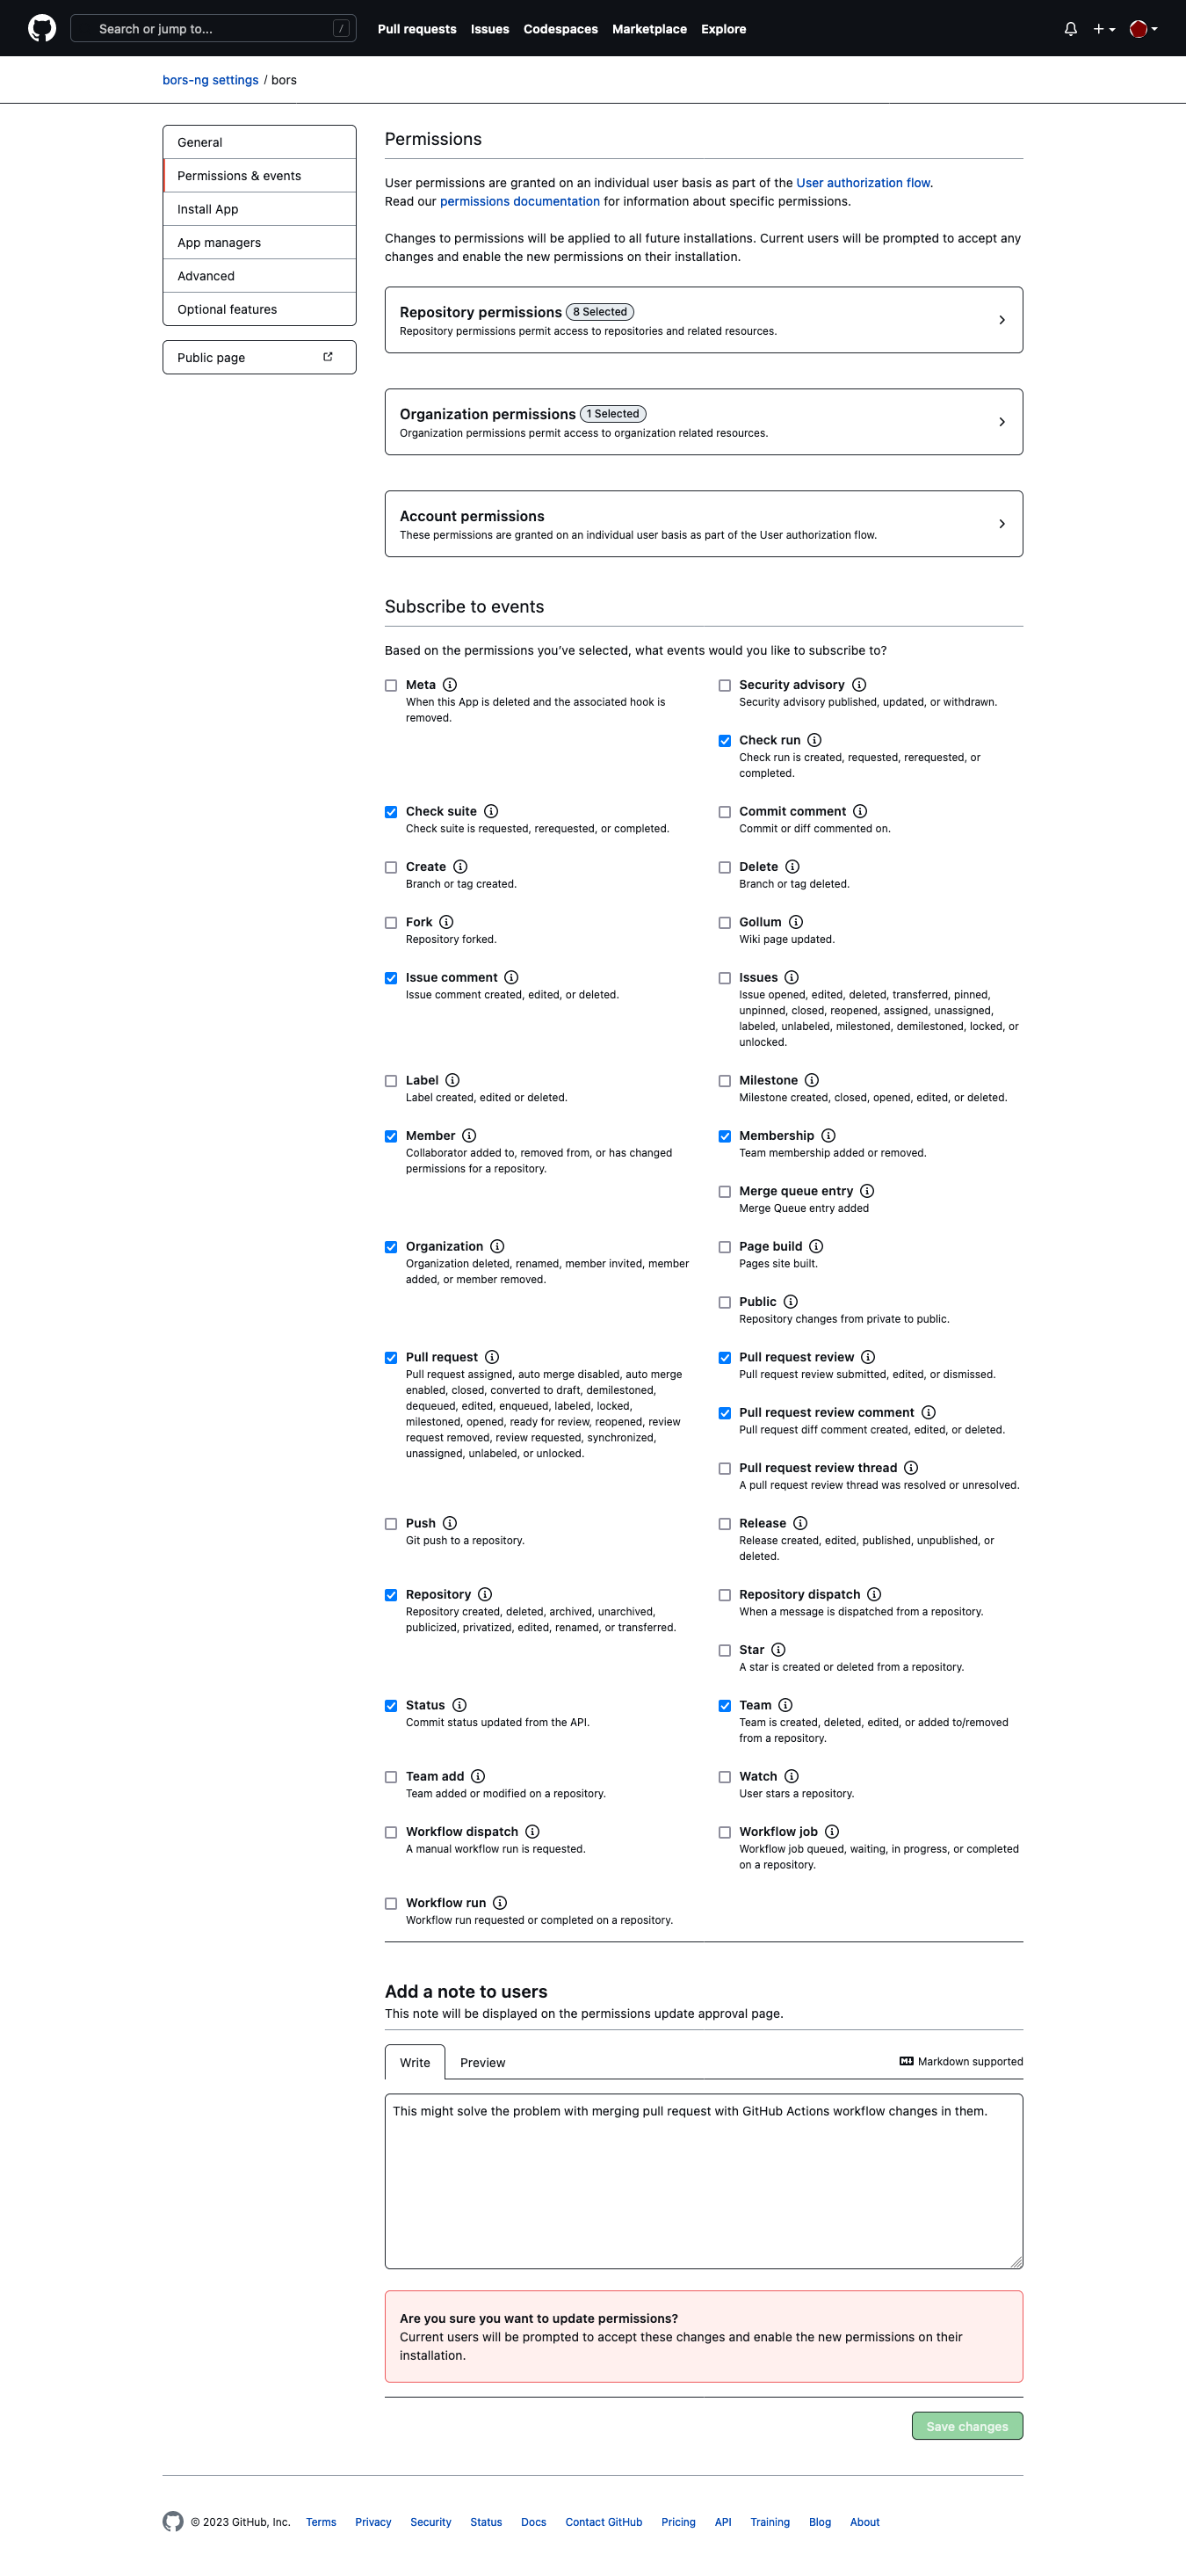 Search or jump to...
/
Pull requests
Issues
Codespaces
Marketplace
Explore
bors-ng settings / bors
General
Permissions & events
Install App
App managers
Advanced
Optional features
Public page
Permissions
User permissions are granted on an individual user basis as part of the User authorization flow.
Read our permissions documentation for information about specific permissions.
Changes to permissions will be applied to all future installations. Current users will be prompted to accept any
changes and enable the new permissions on their installation.
Repository permissions 8 Selected
Repository permissions permit access to repositories and related resources.
Organization permissions 1 Selected
Organization permissions permit access to organization related resources.
Account permissions
These permissions are granted on an individual user basis as part of the User authorization flow.
Subscribe to events
Based on the permissions you've selected, what events would you like to subscribe to?
Meta
When this App is deleted and the associated hook is
removed.
Security advisory
Security advisory published, updated, or withdrawn.
Check run
Check run is created, requested, rerequested, or
completed.
Check suite
Check suite is requested, rerequested, or completed.
Commit comment
Commit or diff commented on.
Create
Branch or tag created.
Delete
Branch or tag deleted.
Fork
Repository forked.
Gollum
Wiki page updated.
Issue comment
Issue comment created, edited, or deleted.
Issues
Issue opened, edited, deleted, transferred, pinned,
unpinned, closed, reopened, assigned, unassigned,
labeled, unlabeled, milestoned, demilestoned, locked, or
unlocked.
Label
Label created, edited or deleted.
Milestone
Milestone created, closed, opened, edited, or deleted.
Member
Collaborator added to, removed from, or has changed
permissions for a repository.
Membership
Team membership added or removed.
Merge queue entry
Merge Queue entry added
Organization
Organization deleted, renamed, member invited, member
added, or member removed.
Page build
Pages site built.
Public
Repository changes from private to public.
Pull request
Pull request assigned, auto merge disabled, auto merge
enabled, closed, converted to draft, demilestoned,
dequeued, edited, enqueued, labeled, locked,
milestoned, opened, ready for review, reopened, review
request removed, review requested, synchronized,
unassigned, unlabeled, or unlocked.
Pull request review
Pull request review submitted, edited, or dismissed.
Pull request review comment
Pull request diff comment created, edited, or deleted.
Pull request review thread
A pull request review thread was resolved or unresolved.
Push
Git push to a repository.
Release
Release created, edited, published, unpublished, or
deleted.
Repository
Repository created, deleted, archived, unarchived,
publicized, privatized, edited, renamed, or transferred.
Repository dispatch
When a message is dispatched from a repository.
Star
A star is created or deleted from a repository.
Status
Commit status updated from the API.
Team
Team is created, deleted, edited, or added to/removed
from a repository.
Team add
Team added or modified on a repository.
Watch
User stars a repository.
Workflow dispatch
A manual workflow run is requested.
Workflow job
Workflow job queued, waiting, in progress, or completed
on a repository.
Workflow run
Workflow run requested or completed on a repository.
Add a note to users
This note will be displayed on the permissions update approval page.
Write
Preview
Markdown supported
This might solve the problem with merging pull request with GitHub Actions workflow changes in them.
Are you sure you want to update permissions?
Current users will be prompted to accept these changes and enable the new permissions on their
installation.
Save changes
© 2023 GitHub, Inc.
Terms
Privacy
Security
Status
Docs
Contact GitHub
Pricing
API
Training
Blog
About